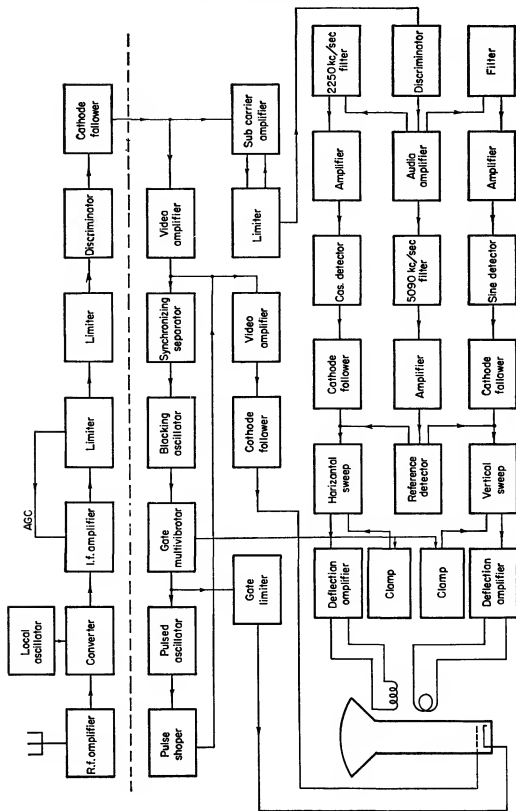 Local
oscillator
AGC
R.f. amplifier
Converter
I.f. amplifier
Limiter
Limiter
Discriminator
Cathode
follower
Pulse
shaper
Pulsed
oscillator
Gate
multivibrator
Blocking
oscillator
Synchronizing
separator
Video
amplifier
Gate
limiter
Cathode
follower
Video
amplifier
Limiter
Sub carrier
amplifier
Deflection
amplifier
Horizontal
sweep
Cathode
follower
Cas. detector
Amplifier
2250 kc/sec
filter
Clamp
Clamp
Reference
detector
Amplifier
5090 kc/sec
filter
Audio
amplifier
Discriminator
Deflection
amplifier
Vertical
sweep
Cathode
follower
Sine detector
Amplifier
Filter